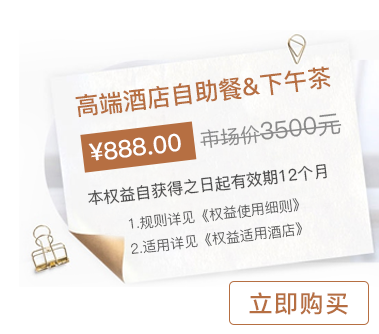 高端酒店自助餐&下午茶
¥888.00 市场价3500元
本权益自获得之日起有效期12个月
1.规则详见《权益使用细则》
2.适用详见《权益适用酒店》
立即购买